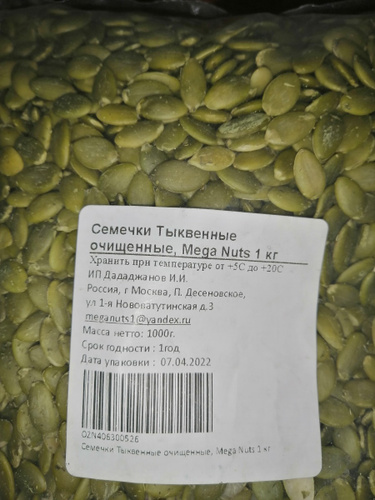 Семечки Тыквенные
очищенные, Mega Nuts 1 кг
Хранить при температуре от +5С до +20С
ИП Дададжанов И.И.
Россия, г Москва, П. Десеновское,
ул 1-я Нововатутинская д.3
meganuts1@yandex.ru
Масса нетто: 1000г.
Срок годности : 1год
Дата упаковки : 07.04.2022
OZN406300526
Семечки Тыквенные очищенные, Mega Nuts 1 кг